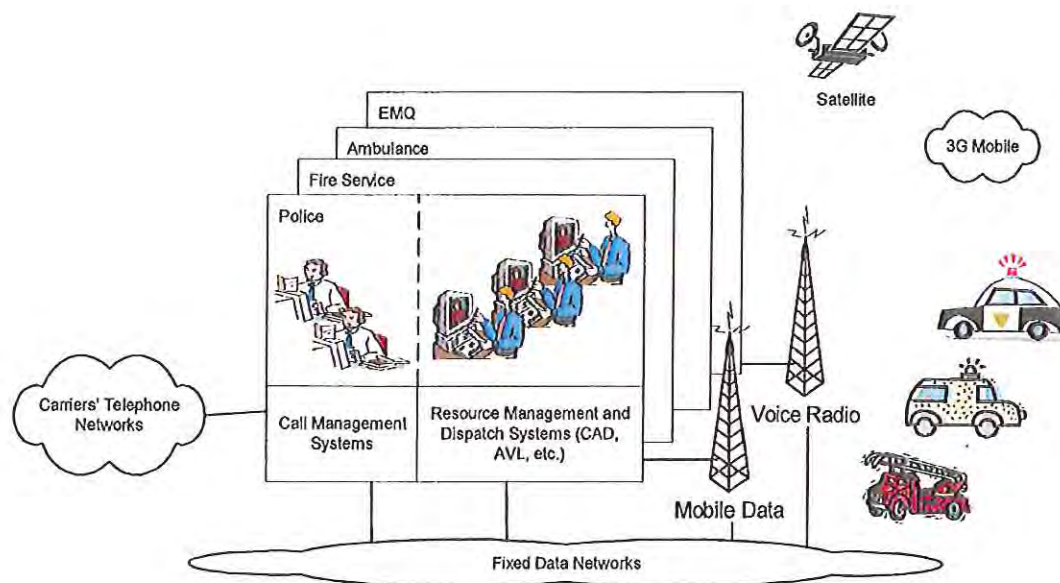 Satellite
3G Mobile
EMQ
Ambulance
Fire Service
Police
Carriers' Telephone
Networks
Call Management
Systems
Resource Management and
Dispatch Systems (CAD,
AVL, etc.)
Voice Radio
Mobile Data
Fixed Data Networks